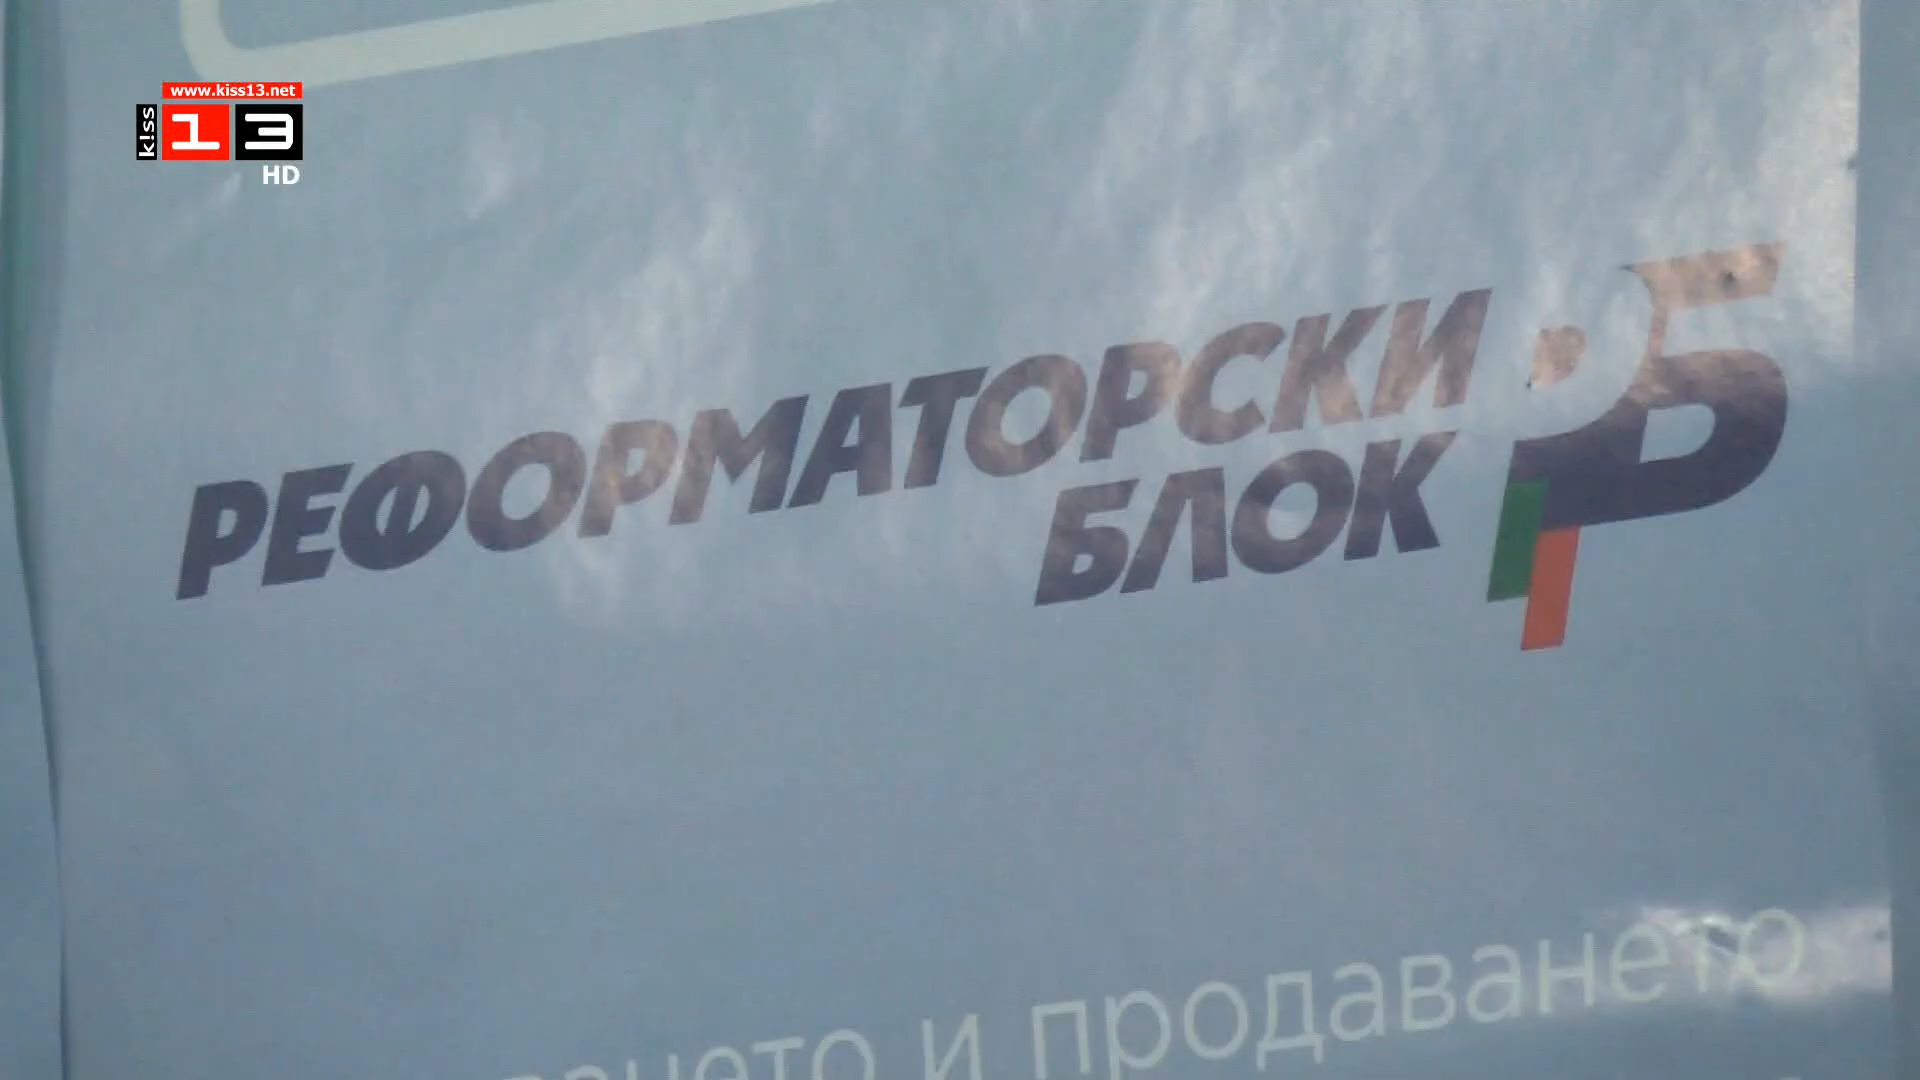 www.kiss13.net
kiss
13
HD
РЕФОРМАТОРСКИ
БЛОК
РБ
и продаването